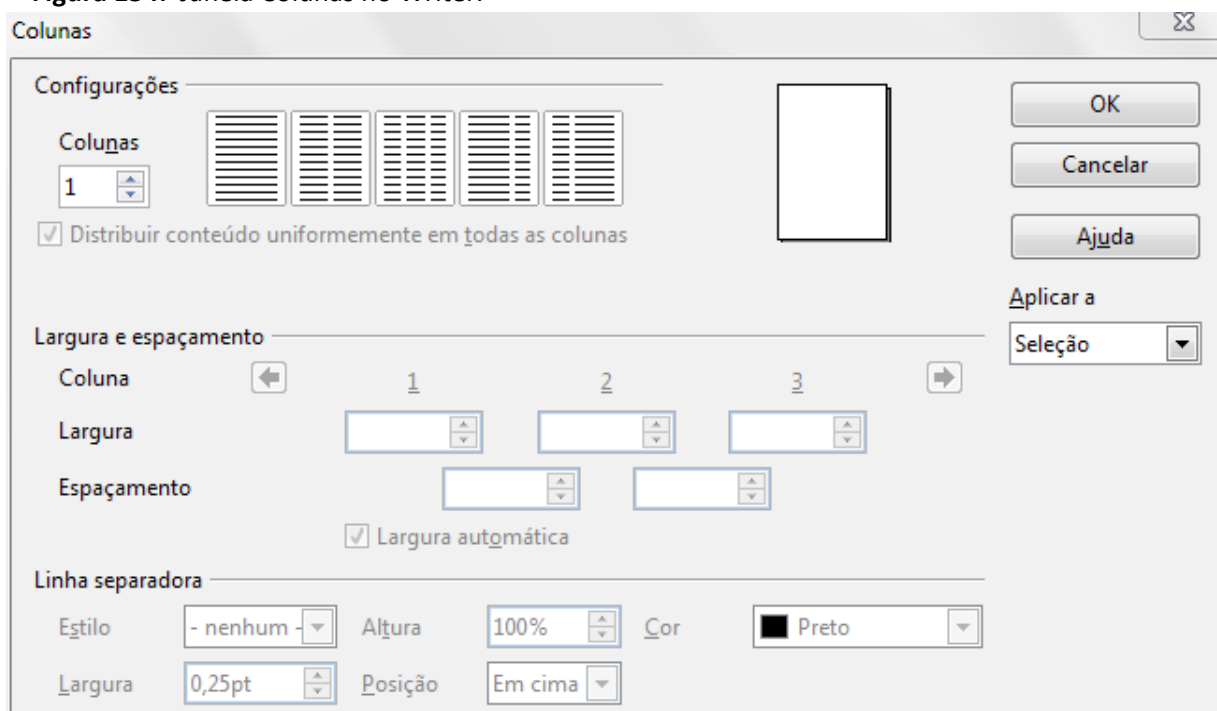 Colunas
Configurações
OK
Colunas
Cancelar
1
Distribuir conteúdo uniformemente em todas as colunas
Ajuda
Aplicar a
Largura e espaçamento
Seleção
Coluna 1 2 3
Largura
Espaçamento
Largura automática
Linha separadora
Estilo - nenhum - Altura 100% Cor Preto
Largura 0,25pt Posição Em cima